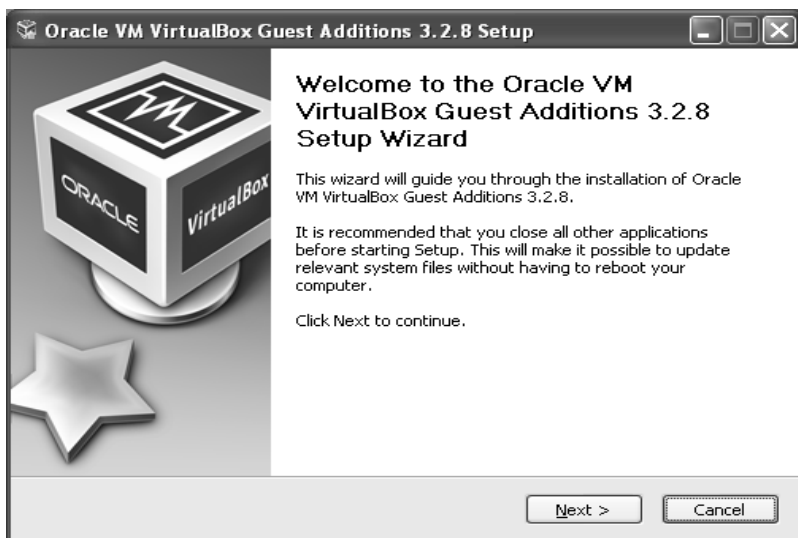 Oracle VM VirtualBox Guest Additions 3.2.8 Setup
ORACLE
VirtualBox
Welcome to the Oracle VM
VirtualBox Guest Additions 3.2.8
Setup Wizard
This wizard will guide you through the installation of Oracle
VM VirtualBox Guest Additions 3.2.8.
It is recommended that you close all other applications
before starting Setup. This will make it possible to update
relevant system files without having to reboot your
computer.
Click Next to continue.
Next >
Cancel